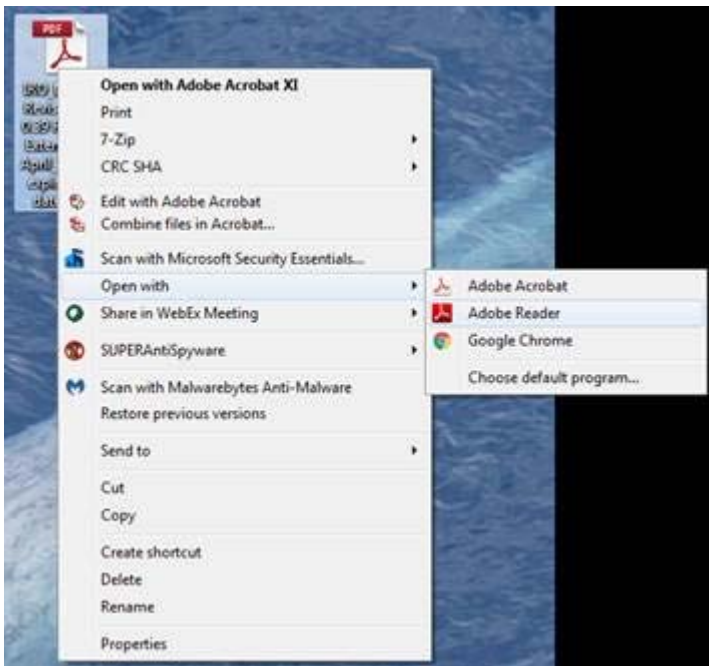 PDF
Open with Adobe Acrobat XI
Print
7-Zip
CRC SHA
Edit with Adobe Acrobat
Combine files in Acrobat...
Scan with Microsoft Security Essentials...
Open with
Adobe Acrobat
Share in WebEx Meeting
Adobe Reader
Google Chrome
SUPERAntiSpyware
Choose default program...
Scan with Malwarebytes Anti-Malware
Restore previous versions
Send to
Cut
Copy
Create shortcut
Delete
Rename
Properties